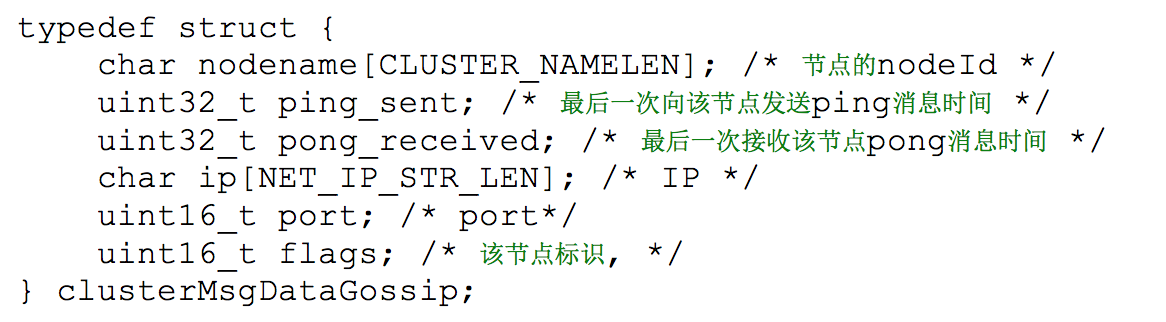 typedef struct {
    char nodename[CLUSTER_NAMELEN]; /* 节点的nodeId */
    uint32_t ping_sent; /* 最后一次向该节点发送ping消息时间 */
    uint32_t pong_received; /* 最后一次接收该节点pong消息时间 */
    char ip[NET_IP_STR_LEN]; /* IP */
    uint16_t port; /* port*/
    uint16_t flags; /* 该节点标识, */
} clusterMsgDataGossip;